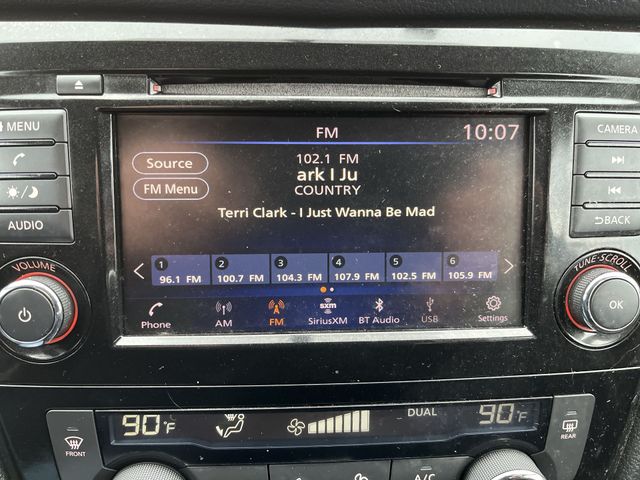 MENU
CAMERA
AUDIO
BACK
FM 10:07
Source
FM Menu
102.1 FM
ark I Ju
COUNTRY
Terri Clark - I Just Wanna Be Mad
1 2 3 4 5 6
96.1 FM 100.7 FM 104.3 FM 107.9 FM 102.5 FM 105.9 FM
Phone AM FM sxm SiriusXM BT Audio USB Settings
VOLUME
TUNE·SCROLL
OK
90°F DUAL 90°F
FRONT
REAR
A/C